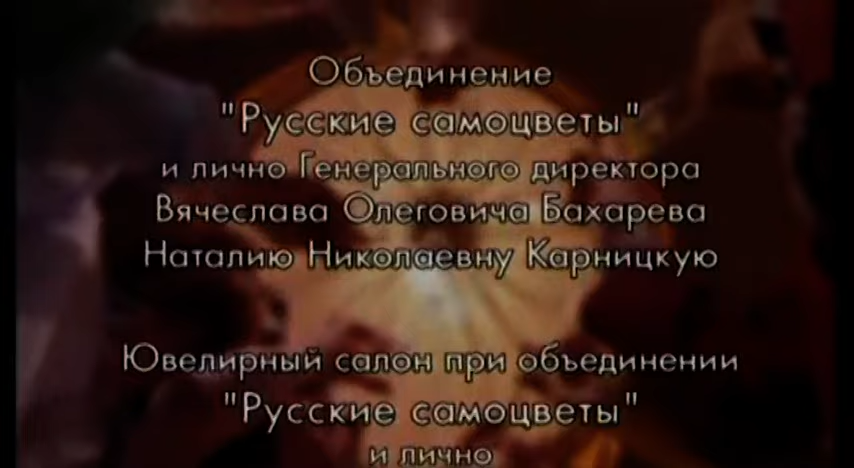 Объединение
"Русские самоцветы"
и лично Генерального директора
Вячеслава Олеговича Бахарева
Наталию Николаевну Карницкую
Ювелирный салон при объединении
"Русские самоцветы"
и лично